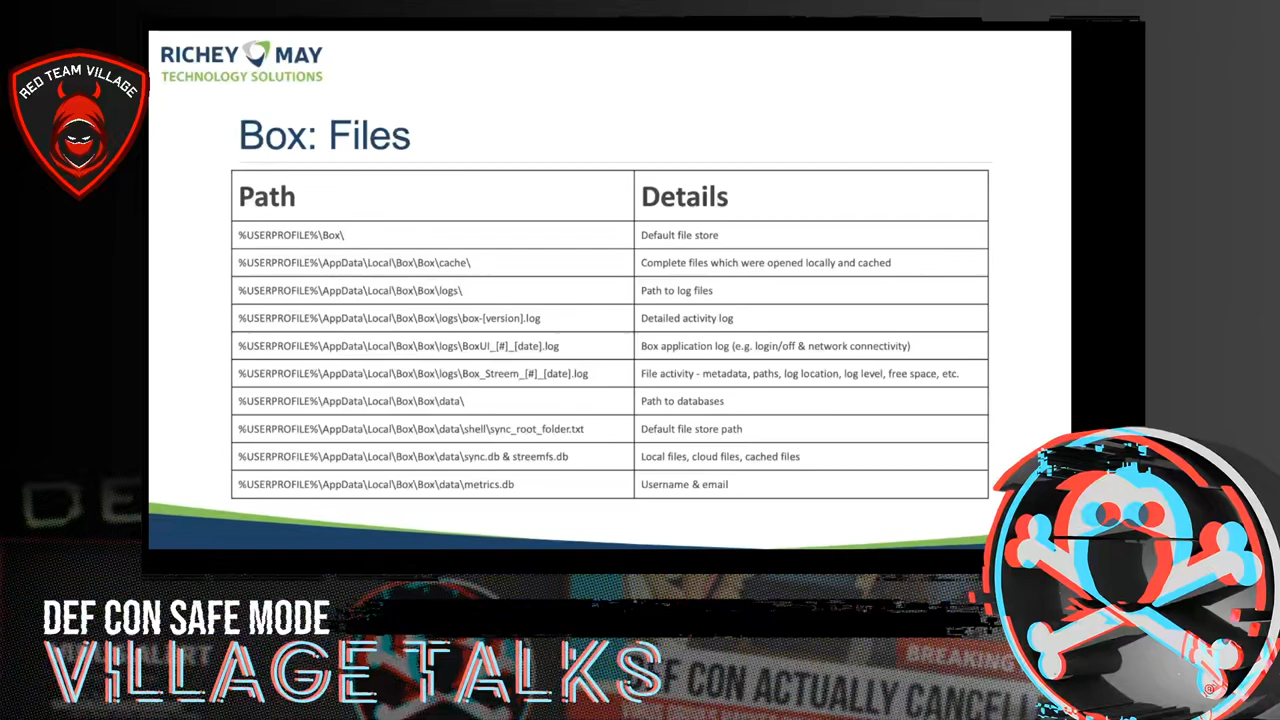 RED TEAM VILLAGE
RICHEY MAY
TECHNOLOGY SOLUTIONS
Box: Files
Path Details
%USERPROFILE%\Box\ Default file store
%USERPROFILE%\AppData\Local\Box\Box\cache\ Complete files which were opened locally and cached
%USERPROFILE%\AppData\Local\Box\Box\logs\ Path to log files
%USERPROFILE%\AppData\Local\Box\Box\logs\box-[version].log Detailed activity log
%USERPROFILE%\AppData\Local\Box\Box\logs\BoxUI_[#]_[date].log Box application log (e.g. login/off & network connectivity)
%USERPROFILE%\AppData\Local\Box\Box\logs\Box_Streem_[#]_[date].log File activity - metadata, paths, log location, log level, free space, etc.
%USERPROFILE%\AppData\Local\Box\Box\data\ Path to databases
%USERPROFILE%\AppData\Local\Box\Box\data\shell\sync_root_folder.txt Default file store path
%USERPROFILE%\AppData\Local\Box\Box\data\sync.db & streemfs.db Local files, cloud files, cached files
%USERPROFILE%\AppData\Local\Box\Box\data\metrics.db Username & email
DEF CON SAFE MODE
VILLAGE TALKS
BREAKING
DEF CON ACTUALLY